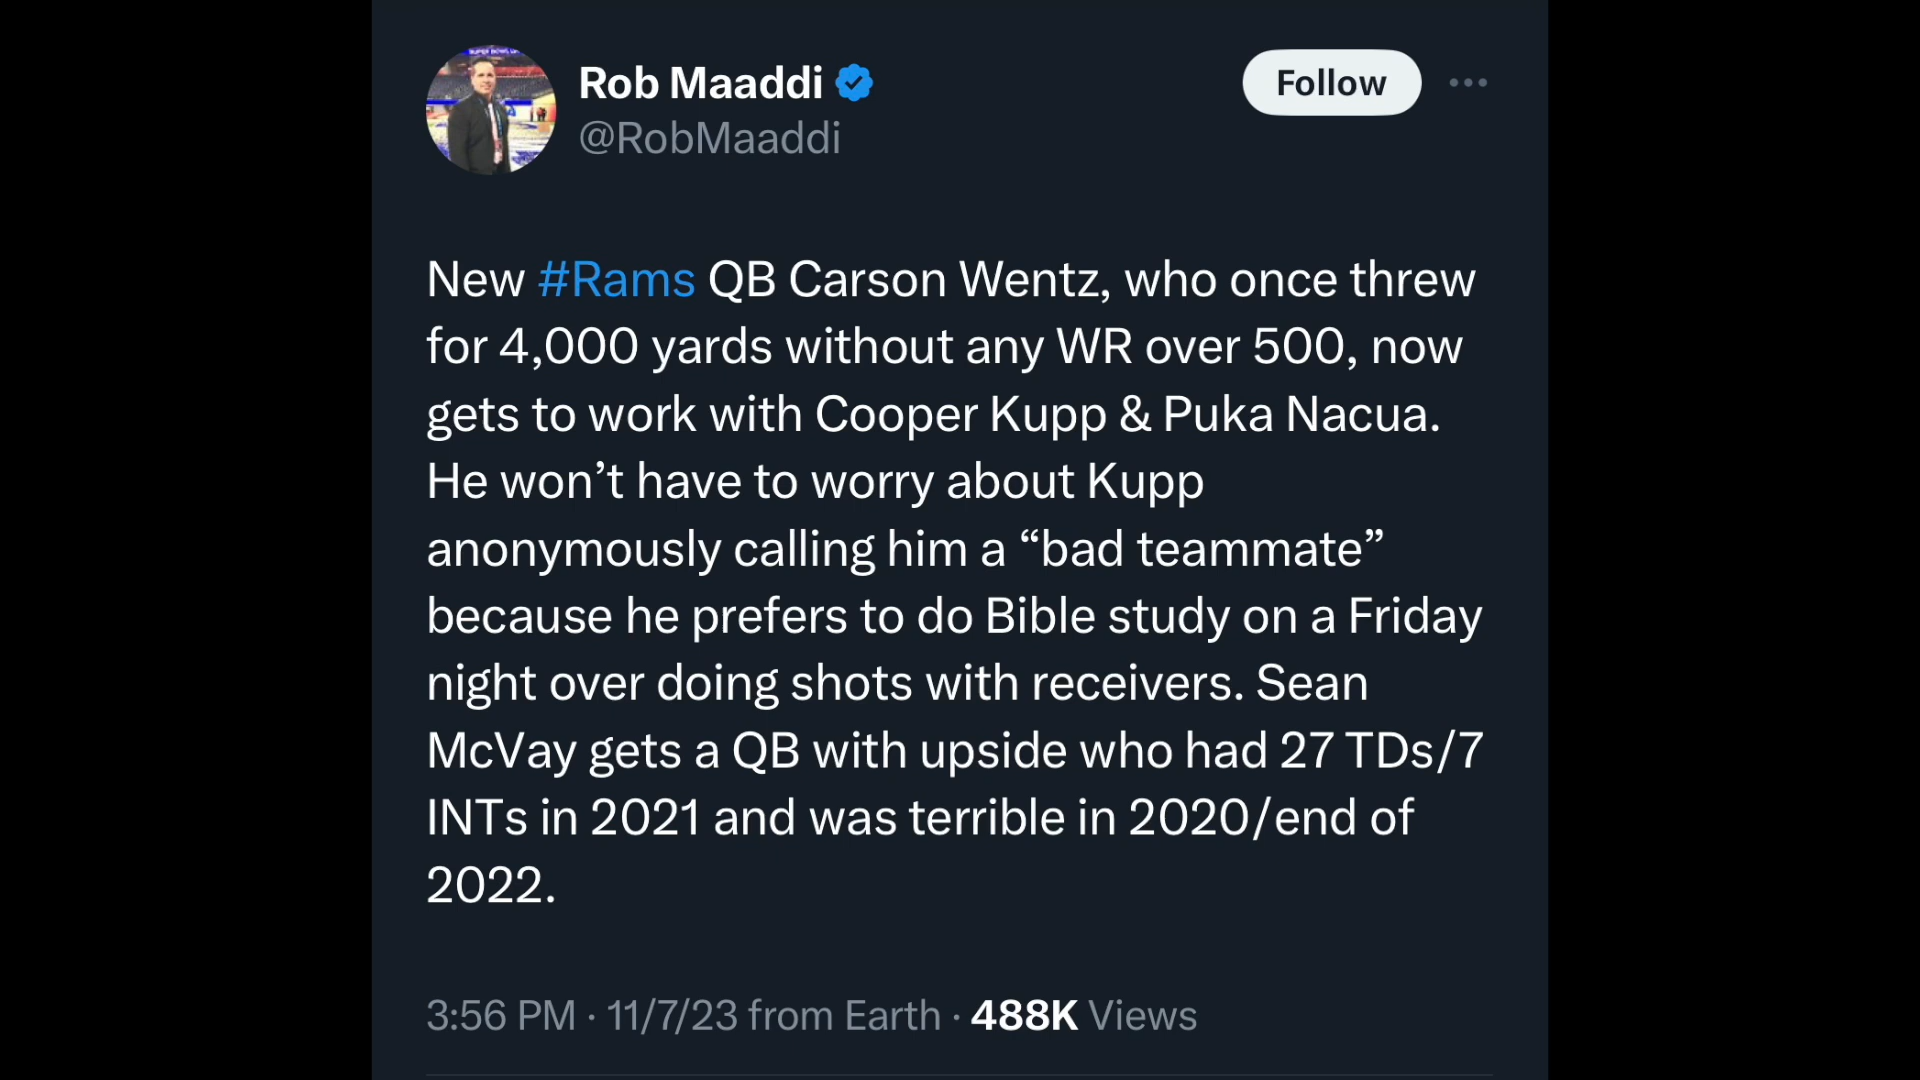 Rob Maaddi
@RobMaaddi
Follow
New #Rams QB Carson Wentz, who once threw
for 4,000 yards without any WR over 500, now
gets to work with Cooper Kupp & Puka Nacua.
He won’t have to worry about Kupp
anonymously calling him a “bad teammate”
because he prefers to do Bible study on a Friday
night over doing shots with receivers. Sean
McVay gets a QB with upside who had 27 TDs/7
INTs in 2021 and was terrible in 2020/end of
2022.
3:56 PM · 11/7/23 from Earth · 488K Views